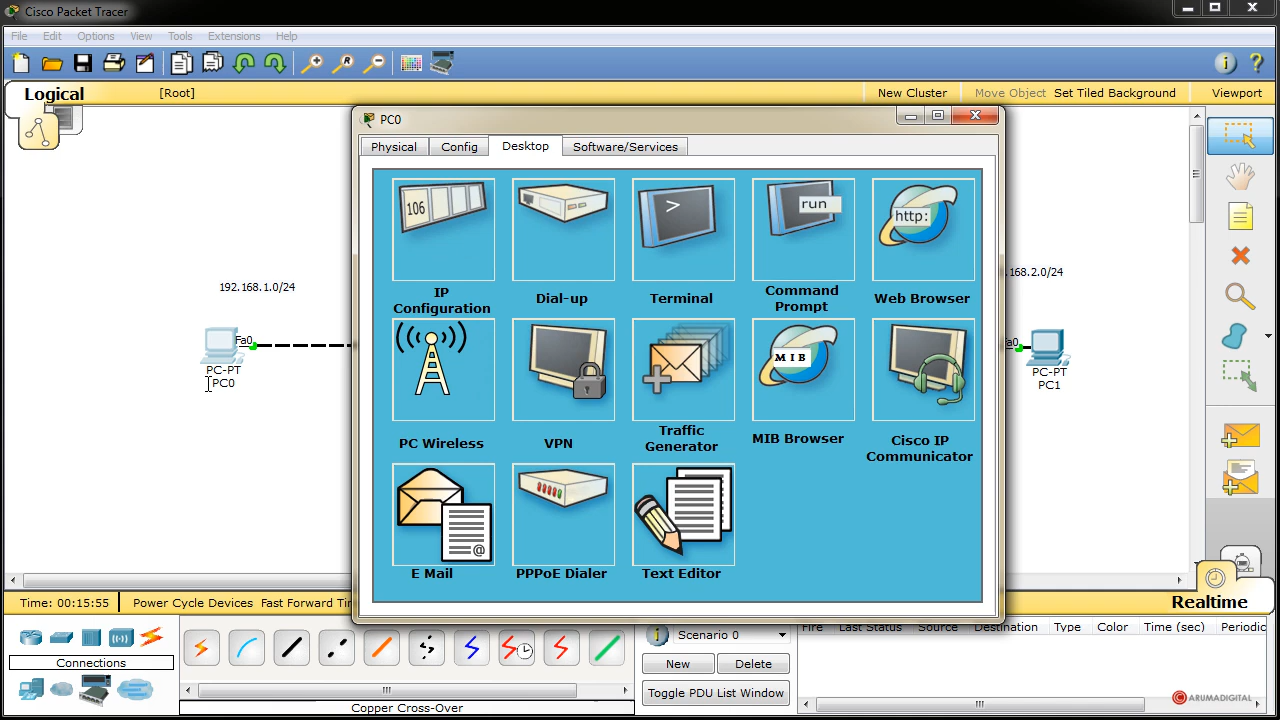 Cisco Packet Tracer
File Edit Options View Tools Extensions Help
Logical
[Root]
New Cluster
Move Object
Set Tiled Background
Viewport
PC0
Physical
Config
Desktop
Software/Services
106
>
run
http:
IP
Configuration
Dial-up
Terminal
Command
Prompt
Web Browser
192.168.1.0/24
.168.2.0/24
Fa0
PC-PT
PC0
a0
PC-PT
PC1
MIB
PC Wireless
VPN
Traffic
Generator
MIB Browser
Cisco IP
Communicator
@
E Mail
PPPoE Dialer
Text Editor
Time: 00:15:55
Power Cycle Devices Fast Forward Tim
Realtime
Connections
Copper Cross-Over
Scenario 0
New
Delete
Toggle PDU List Window
Fire Last Status Source Destination Type Color Time (sec) Periodic
© ARUMADIGITAL